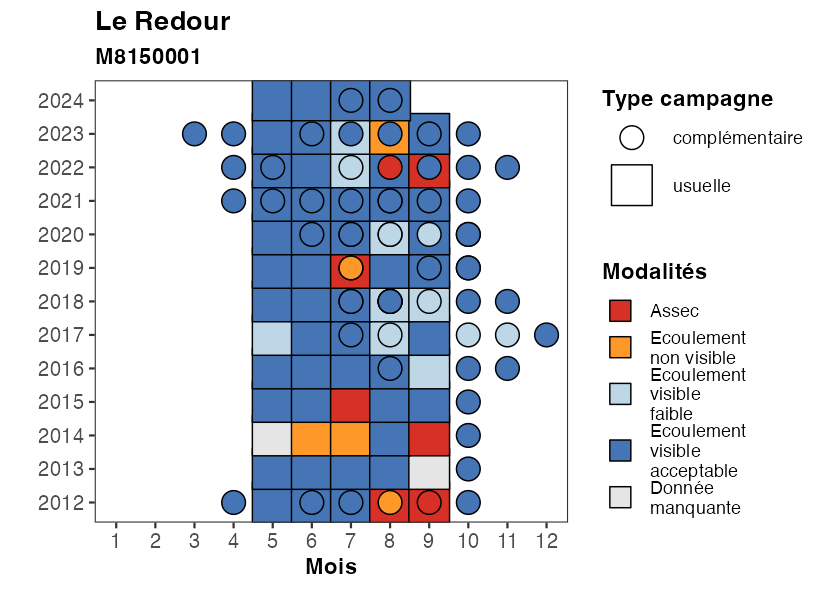 Le Redour
M8150001
2024
2023
2022
2021
2020
2019
2018
2017
2016
2015
2014
2013
2012
1 2 3 4 5 6 7 8 9 10 11 12
Mois
Type campagne
complémentaire
usuelle
Modalités
Assec
Ecoulement
non visible
Ecoulement
visible
faible
Ecoulement
visible
acceptable
Donnée
manquante